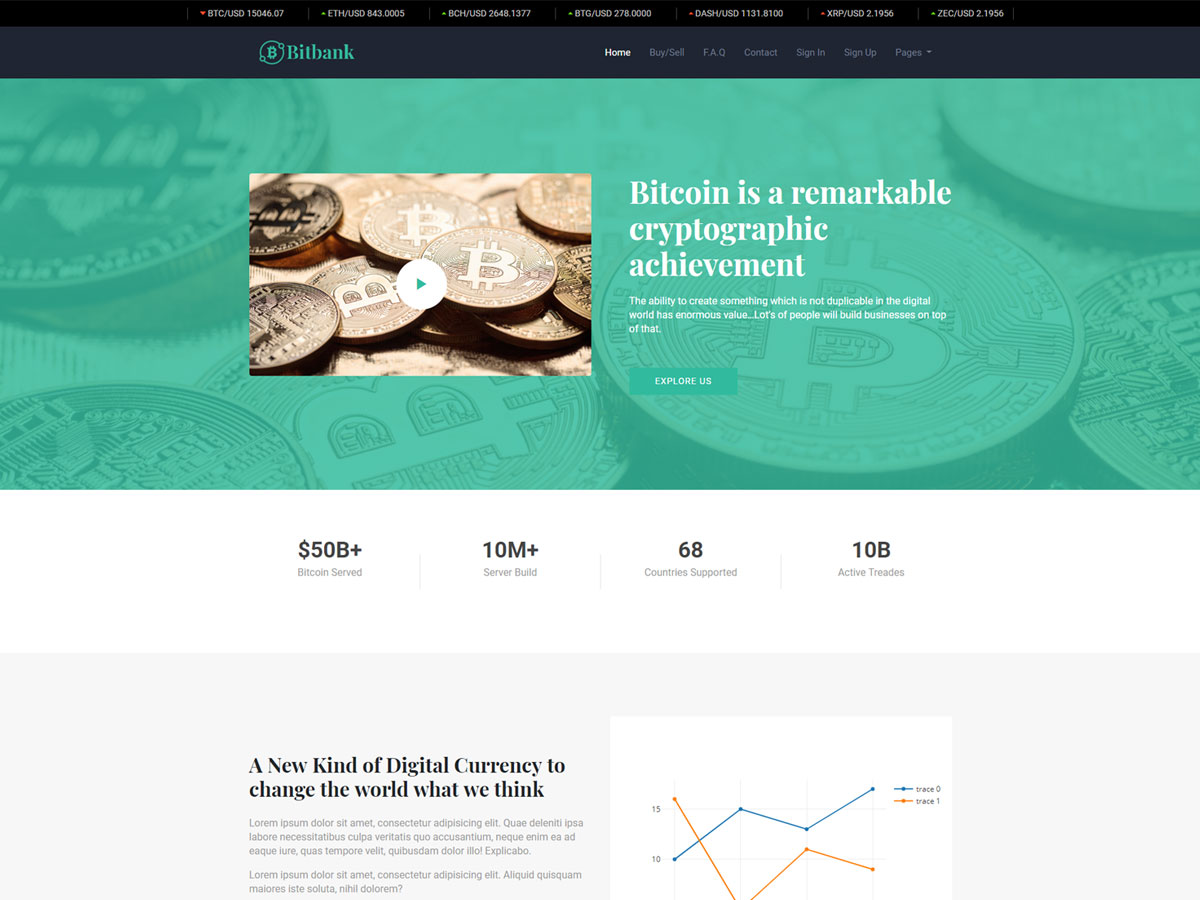 BTC/USD 15046.07 ETH/USD 843.0005 BCH/USD 2648.1377 BTG/USD 278.0000 DASH/USD 1131.8100 XRP/USD 2.1956 ZEC/USD 2.1956
Bitbank
Home Buy/Sell F.A.Q Contact Sign In Sign Up Pages
Bitcoin is a remarkable
cryptographic
achievement
The ability to create something which is not duplicable in the digital
world has enormous value...Lot's of people will build businesses on top
of that.
EXPLORE US
$50B+
Bitcoin Served
10M+
Server Build
68
Countries Supported
10B
Active Treades
A New Kind of Digital Currency to
change the world what we think
Lorem ipsum dolor sit amet, consectetur adipisicing elit. Quae deleniti ipsa
labore necessitatibus culpa veritatis quo accusantium, neque enim ea ad
eaque iure, quas tempore velit, quibusdam dolor illo! Explicabo.
Lorem ipsum dolor sit amet, consectetur adipisicing elit. Aliquid quisquam
maiores iste soluta, nihil dolorem?
15
10
trace 0
trace 1